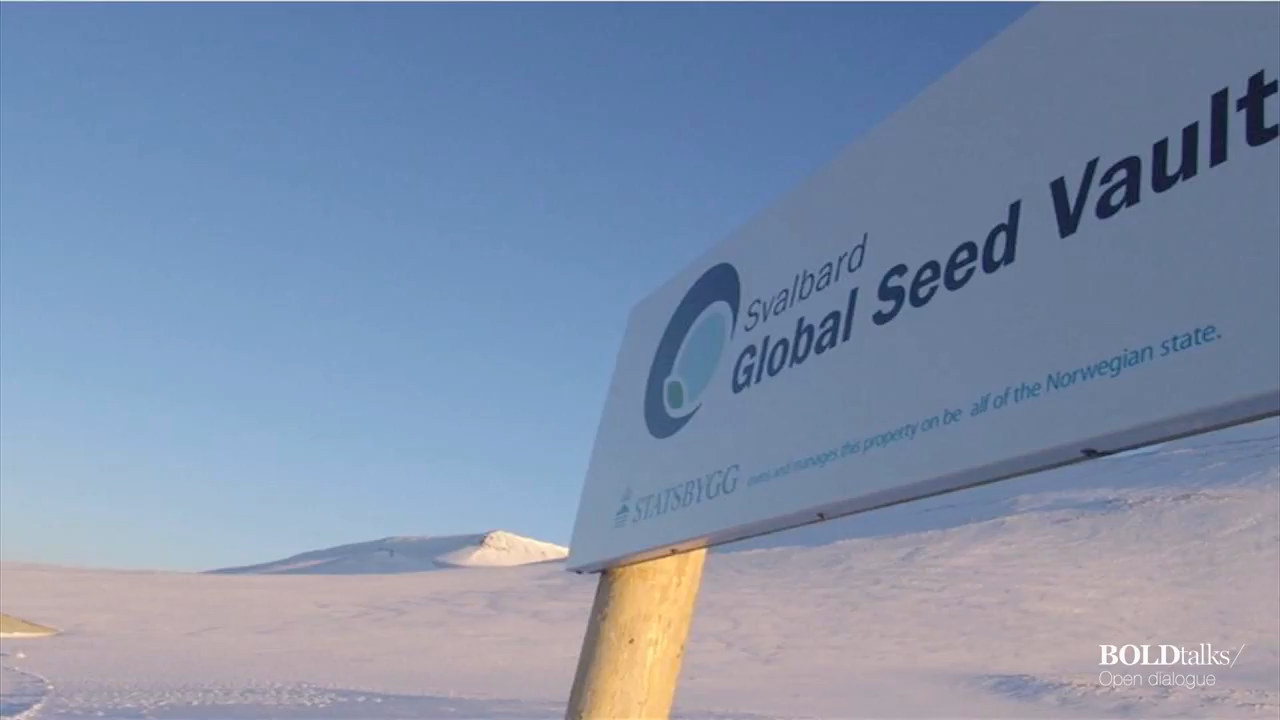 Svalbard
Global Seed Vault
STATSBYGG owns and manages this property on be alf of the Norwegian state.
BOLDtalks/
Open dialogue